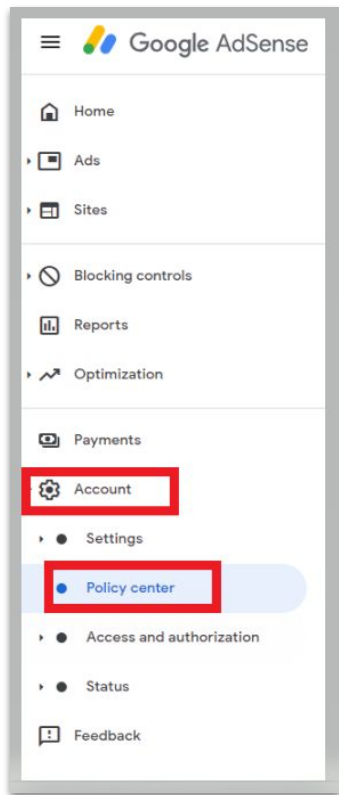 Google AdSense
Home
Ads
Sites
Blocking controls
Reports
Optimization
Payments
Account
Settings
Policy center
Access and authorization
Status
Feedback